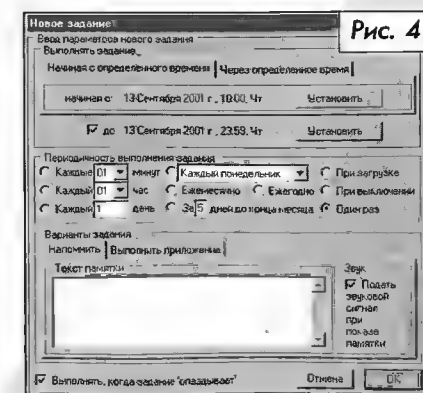 Новое задание
Рис. 4
Ввод параметров нового задания
Выполнять задание
Начиная с определенного времени Через определенное время
начиная с 13 Сентября 2001 г., 10:00, Чт Установить
до 13 Сентября 2001 г., 23:59, Чт Установить
Периодичность выполнения задания
Каждые 01 минут Каждый понедельник При загрузке
Каждый 01 час Ежемесячно Ежегодно При выключении
Каждый 1 день За 5 дней до конца месяца Один раз
Варианты задания
Напомнить Выполнить приложение
Текст памятки Звук
Подать
звуковой
сигнал
при
показе
памятки
Выполнять, когда задание "опаздывает" Отмена OK